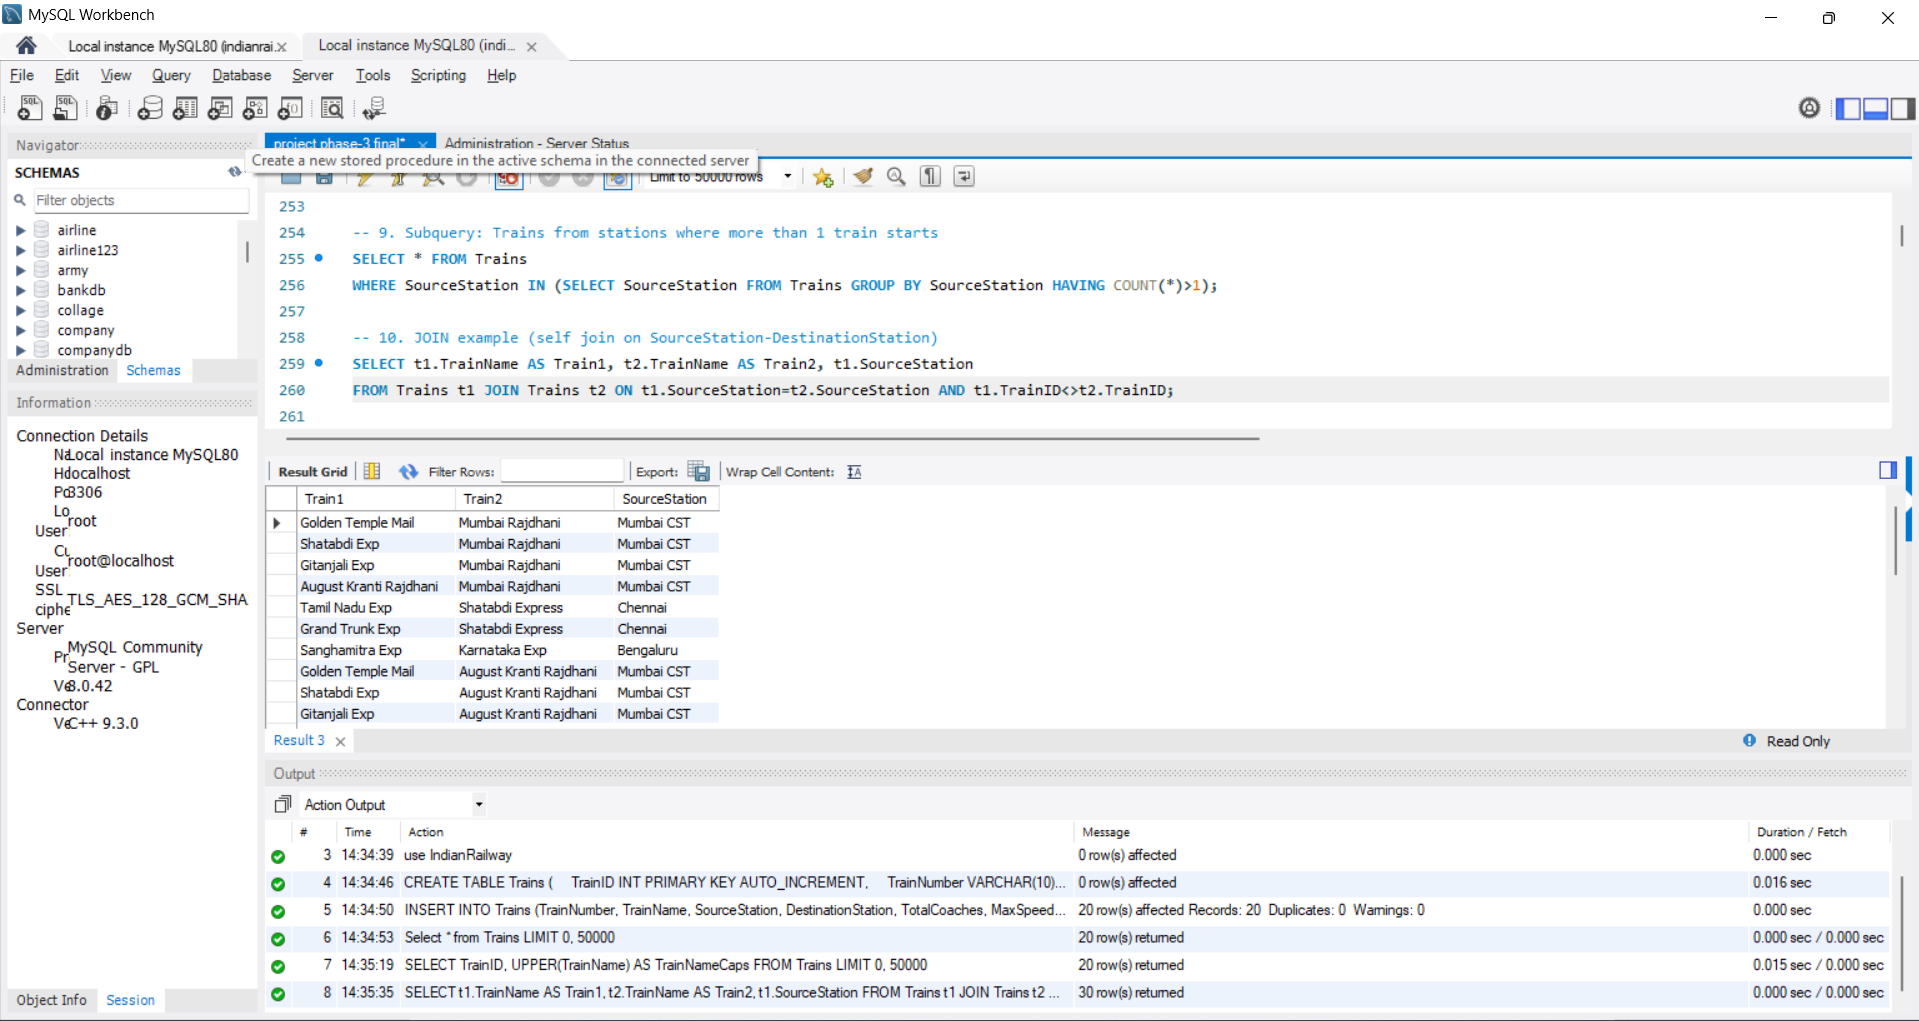 MySQL Workbench
Local instance MySQL80 (indianrai.x
Local instance MySQL80 (indi...
File Edit View Query Database Server Tools Scripting Help
Navigator
project phase-3 final*
Administration - Server Status
Create a new stored procedure in the active schema in the connected server
SCHEMAS
Limit to 50000 rows
Filter objects
airline
airline123
army
bankdb
collage
company
companydb
Administration Schemas
253
254 -- 9. Subquery: Trains from stations where more than 1 train starts
255 SELECT * FROM Trains
256 WHERE SourceStation IN (SELECT SourceStation FROM Trains GROUP BY SourceStation HAVING COUNT(*)>1);
257
258 -- 10. JOIN example (self join on SourceStation-DestinationStation)
259 SELECT t1.TrainName AS Train1, t2.TrainName AS Train2, t1.SourceStation
260 FROM Trains t1 JOIN Trains t2 ON t1.SourceStation=t2.SourceStation AND t1.TrainID<>t2.TrainID;
261
Information
Connection Details
Local instance MySQL80
localhost
3306
Lo
root
User
root@localhost
User
SSL
TLS_AES_128_GCM_SHA
Server
MySQL Community
Server - GPL
8.0.42
Connector
C++ 9.3.0
Object Info Session
Result Grid Filter Rows: Export: Wrap Cell Content:
Train1 Train2 SourceStation
Golden Temple Mail Mumbai Rajdhani Mumbai CST
Shatabdi Exp Mumbai Rajdhani Mumbai CST
Gitanjali Exp Mumbai Rajdhani Mumbai CST
August Kranti Rajdhani Mumbai Rajdhani Mumbai CST
Tamil Nadu Exp Shatabdi Express Chennai
Grand Trunk Exp Shatabdi Express Chennai
Sanghamitra Exp Karnataka Exp Bengaluru
Golden Temple Mail August Kranti Rajdhani Mumbai CST
Shatabdi Exp August Kranti Rajdhani Mumbai CST
Gitanjali Exp August Kranti Rajdhani Mumbai CST
Result 3
Read Only
Output
Action Output
# Time Action Message Duration / Fetch
3 14:34:39 use IndianRailway 0 row(s) affected 0.000 sec
4 14:34:46 CREATE TABLE Trains ( TrainID INT PRIMARY KEY AUTO_INCREMENT, TrainNumber VARCHAR(10)... 0 row(s) affected 0.016 sec
5 14:34:50 INSERT INTO Trains (TrainNumber, TrainName, SourceStation, DestinationStation, TotalCoaches, MaxSpeed... 20 row(s) affected Records: 20 Duplicates: 0 Warnings: 0 0.000 sec
6 14:34:53 Select * from Trains LIMIT 0, 50000 20 row(s) returned 0.000 sec / 0.000 sec
7 14:35:19 SELECT TrainID, UPPER(TrainName) AS TrainNameCaps FROM Trains LIMIT 0, 50000 20 row(s) returned 0.015 sec / 0.000 sec
8 14:35:35 SELECT t1.TrainName AS Train1, t2.TrainName AS Train2, t1.SourceStation FROM Trains t1 JOIN Trains t2 ... 30 row(s) returned 0.000 sec / 0.000 sec